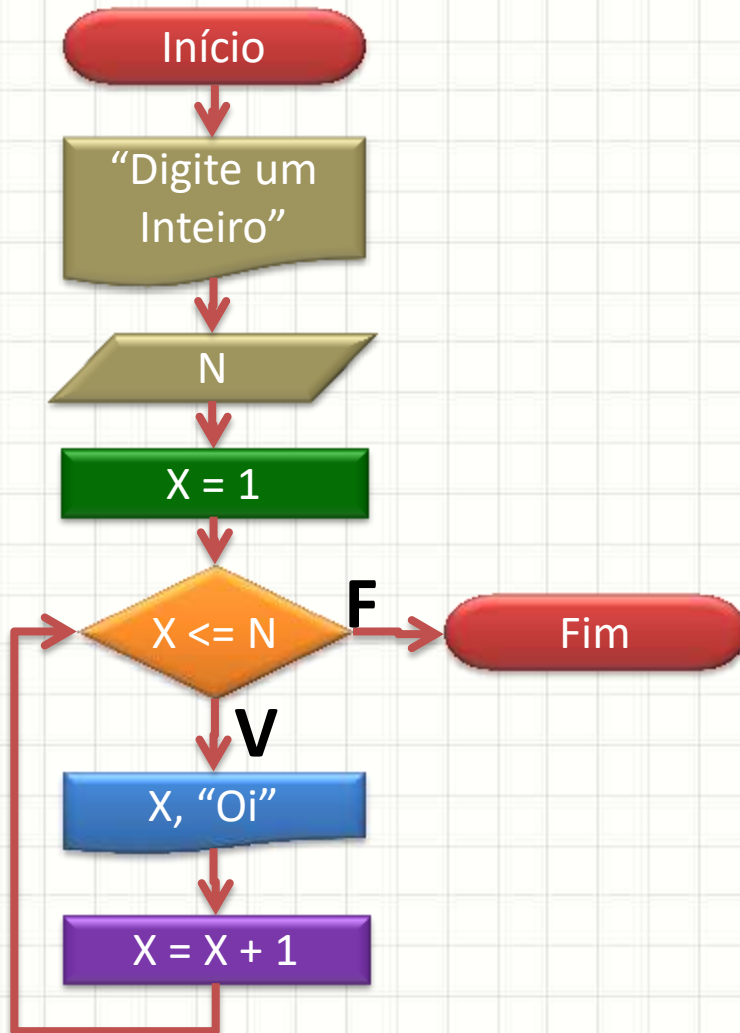 Início
“Digite um
Inteiro”
N
X = 1
X <= N
F
Fim
V
X, “Oi”
X = X + 1